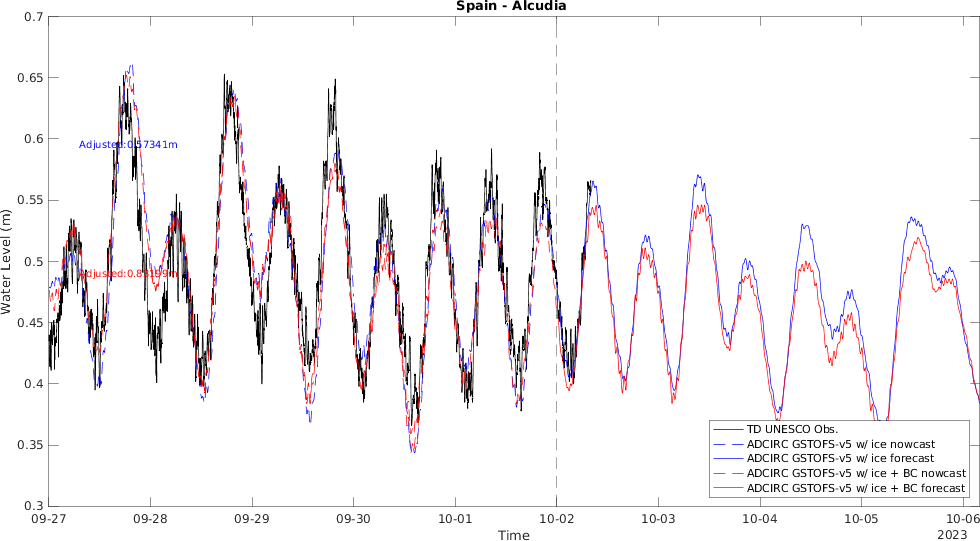 Spain - Alcudia
0.7
0.65
0.6
0.55
0.5
0.45
0.4
0.35
0.3
Water Level (m)
Adjusted:0.57341m
TD UNESCO Obs.
ADCIRC GSTOFS-v5 w/ ice nowcast
ADCIRC GSTOFS-v5 w/ ice forecast
ADCIRC GSTOFS-v5 w/ ice + BC nowcast
ADCIRC GSTOFS-v5 w/ ice + BC forecast
09-27 09-28 09-29 09-30 10-01 10-02 10-03 10-04 10-05 10-06
Time
2023